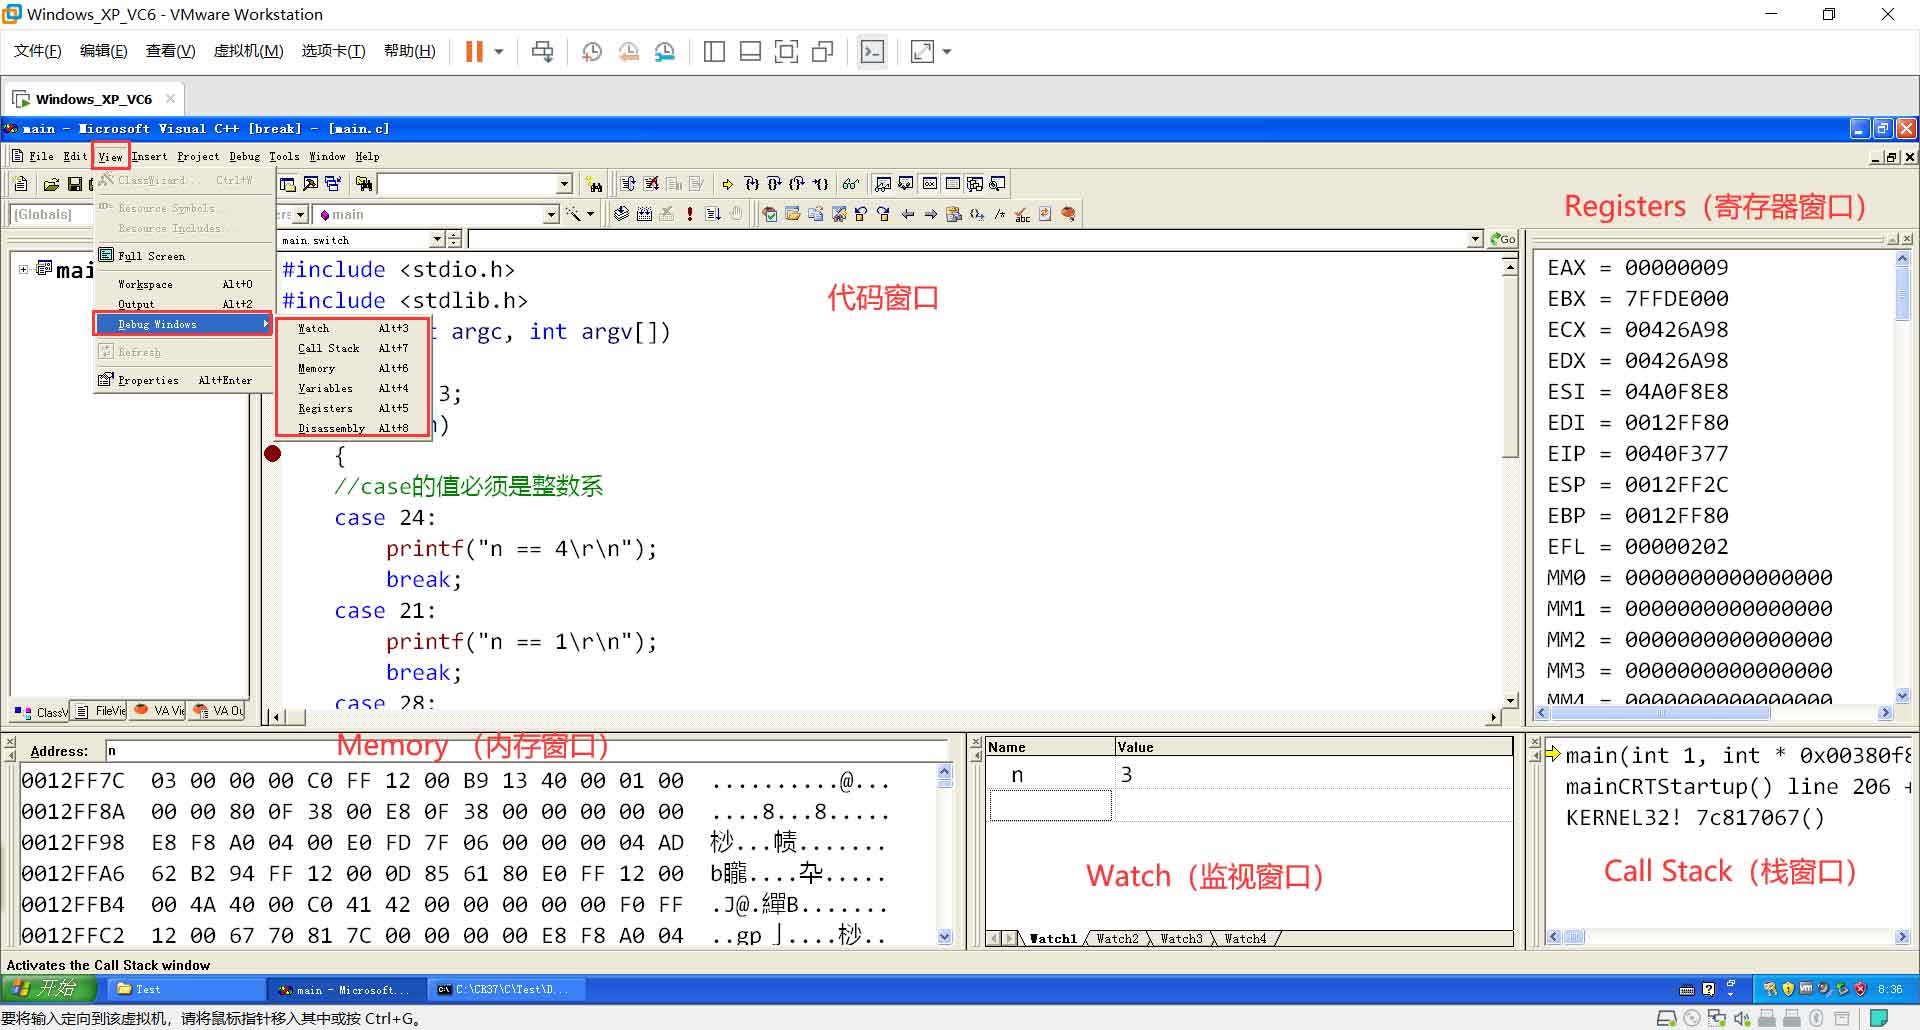 Windows_XP_VC6 - VMware Workstation
文件(F) 编辑(E) 查看(V) 虚拟机(M) 选项卡(T) 帮助(H)
Windows_XP_VC6
main - Microsoft Visual C++ [break] - [main.c]
File Edit View Insert Project Debug Tools Window Help
ClassWizard... Ctrl+W
[Globals]
main
Resource Symbols...
Resource Includes...
Full Screen
Workspace Alt+0
Output Alt+2
Debug Windows
Refresh
Properties Alt+Enter
Watch Alt+3
Call Stack Alt+7
Memory Alt+6
Variables Alt+4
Registers Alt+5
Disassembly Alt+8
main.switch
Go
代码窗口
#include <stdio.h>
#include <stdlib.h>
t argc, int argv[])
3;
n)
{
//case的值必须是整数系
case 24:
printf("n == 4\r\n");
break;
case 21:
printf("n == 1\r\n");
break;
case 28:
ClassV FileVie VA Vie VA Ou
Registers（寄存器窗口）
EAX = 00000009
EBX = 7FFDE000
ECX = 00426A98
EDX = 00426A98
ESI = 04A0F8E8
EDI = 0012FF80
EIP = 0040F377
ESP = 0012FF2C
EBP = 0012FF80
EFL = 00000202
MM0 = 0000000000000000
MM1 = 0000000000000000
MM2 = 0000000000000000
MM3 = 0000000000000000
MM4 = 0000000000000000
Address: n
Memory （内存窗口）
0012FF7C 03 00 00 00 C0 FF 12 00 B9 13 40 00 01 00 ..........@...
0012FF8A 00 00 80 0F 38 00 E8 0F 38 00 00 00 00 00 ....8...8.....
0012FF98 E8 F8 A0 04 00 E0 FD 7F 06 00 00 00 04 AD
0012FFA6 62 B2 94 FF 12 00 0D 85 61 80 E0 FF 12 00
0012FFB4 00 4A 40 00 C0 41 42 00 00 00 00 00 F0 FF .J@.繟B.......
0012FFC2 12 00 67 70 81 7C 00 00 00 00 E8 F8 A0 04
Name Value
n 3
Watch（监视窗口）
Watch1 Watch2 Watch3 Watch4
main(int 1, int * 0x00380f8
mainCRTStartup() line 206 +
KERNEL32! 7c817067()
Call Stack（栈窗口）
Activates the Call Stack window
开始 Test main - Microsoft... C:\CR37\C\Test\D... 8:36
要将输入定向到该虚拟机，请将鼠标指针移入其中或按 Ctrl+G。